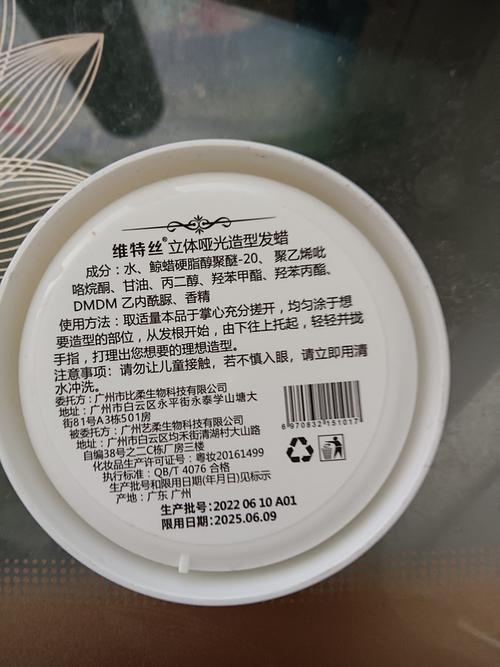 维特丝®立体哑光造型发蜡
成分：水、鲸蜡硬脂醇聚醚-20、聚乙烯吡
咯烷酮、甘油、丙二醇、羟苯甲酯、羟苯丙酯、
DMDM 乙内酰脲、香精
使用方法：取适量本品于掌心充分搓开，均匀涂于想
要造型的部位，从发根开始，由下往上托起，轻轻并拢
手指，打理出您想要的理想造型。
注意事项：请勿让儿童接触，若不慎入眼，请立即用清
水冲洗。
委托方：广州市比柔生物科技有限公司
地址：广州市白云区永平街永泰学山塘大
街81号A3栋501房
被委托方：广州艺柔生物科技有限公司
地址：广州市白云区均禾街清湖村大山路
自编38号之二C栋厂房三楼
化妆品生产许可证号：粤妆20161499
执行标准：QB/T 4076 合格
生产批号和限用日期(年月日)见标示
产地：广东 广州
6970832151017
生产批号:2022 06 10 A01
限用日期:2025.06.09